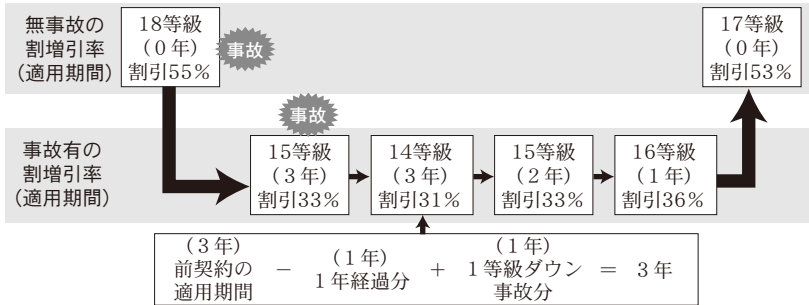 無事故の
割増引率
(適用期間)
18等級
(0年)
割引55%
事故
17等級
(0年)
割引53%
事故
事故有の
割増引率
(適用期間)
15等級
(3年)
割引33%
14等級
(3年)
割引31%
15等級
(2年)
割引33%
16等級
(1年)
割引36%
(3年)
前契約の
適用期間
−
(1年)
1年経過分
+
(1年)
1等級ダウン
事故分
= 3年